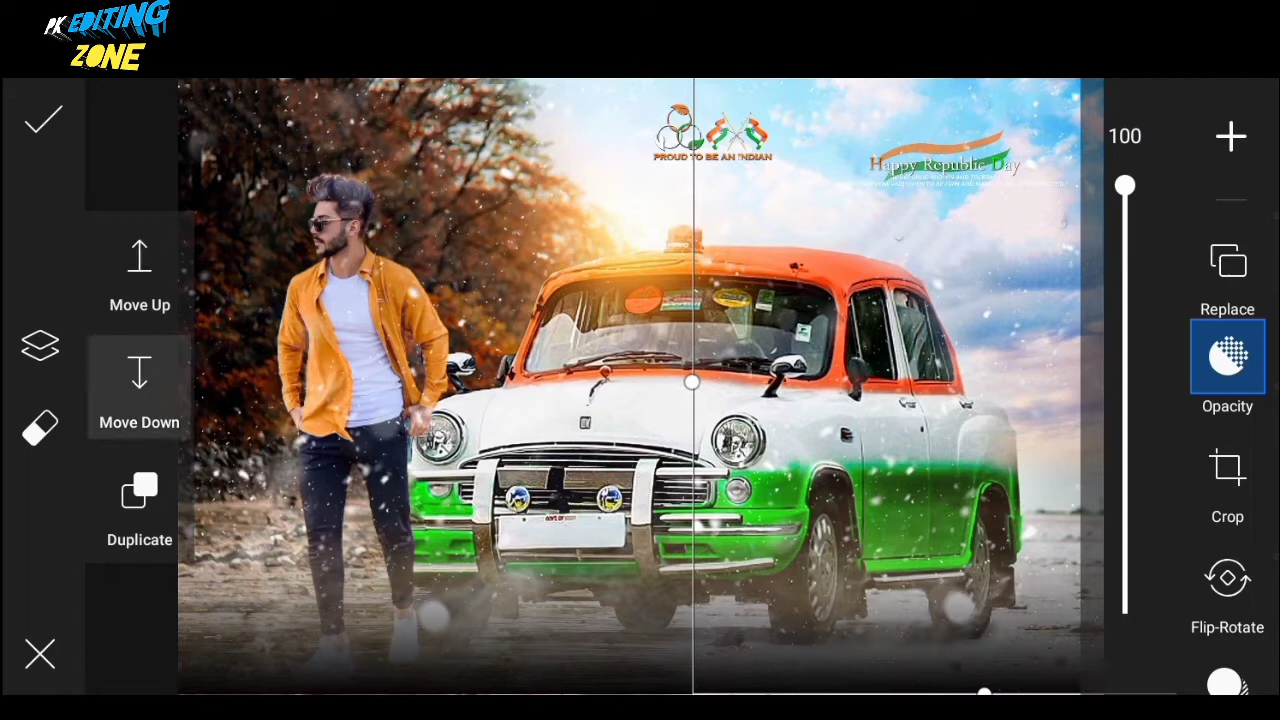 PK EDITING
ZONE
100
PROUD TO BE AN INDIAN
Happy Republic Day
Move Up
Replace
Move Down
Opacity
Crop
Duplicate
Flip-Rotate